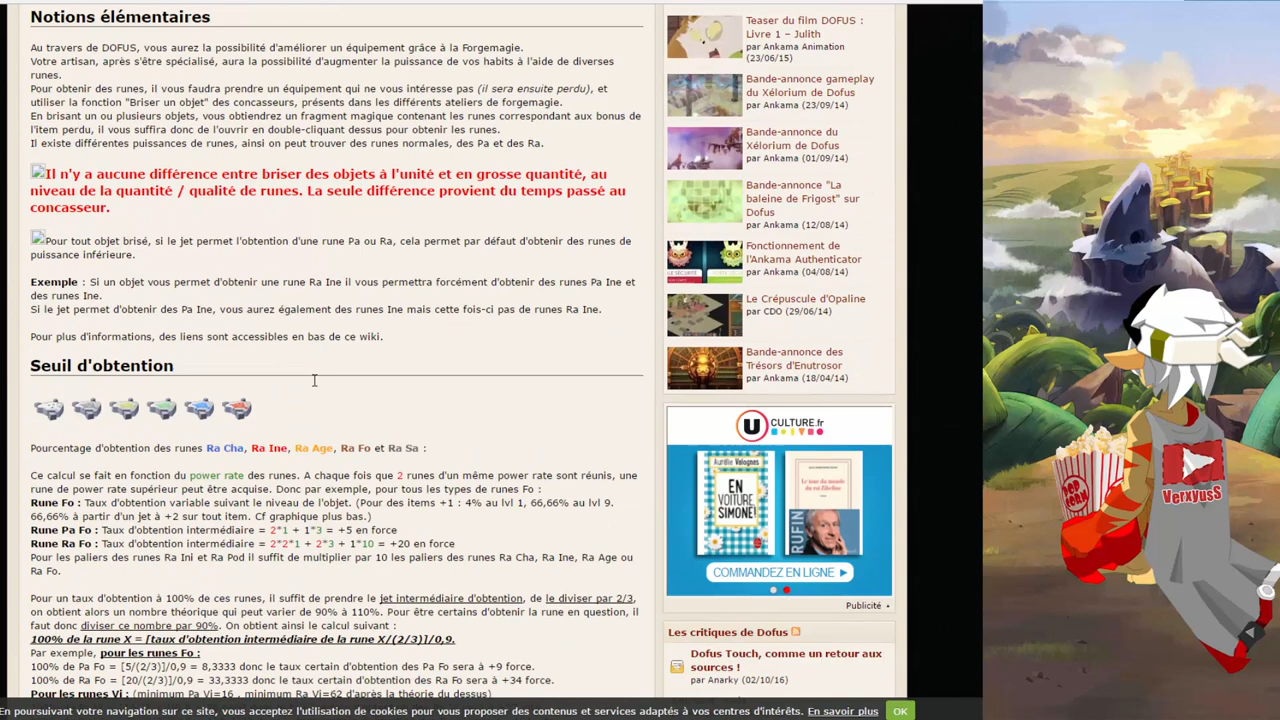 Notions élémentaires
Au travers de DOFUS, vous aurez la possibilité d'améliorer un équipement grâce à la Forgemagie.
Votre artisan, après s'être spécialisé, aura la possibilité d'augmenter la puissance de vos habits à l'aide de diverses
runes.
Pour obtenir des runes, il vous faudra prendre un équipement qui ne vous intéresse pas (il sera ensuite perdu), et
utiliser la fonction "Briser un objet" des concasseurs, présents dans les différents ateliers de forgemagie.
En brisant un ou plusieurs objets, vous obtiendrez un fragment magique contenant les runes correspondant aux bonus de
l'item perdu, il vous suffira donc de l'ouvrir en double-cliquant dessus pour obtenir les runes.
Il existe différentes puissances de runes, ainsi on peut trouver des runes normales, des Pa et des Ra.
Il n'y a aucune différence entre briser des objets à l'unité et en grosse quantité, au
niveau de la quantité / qualité de runes. La seule différence provient du temps passé au
concasseur.
Pour tout objet brisé, si le jet permet l'obtention d'une rune Pa ou Ra, cela permet par défaut d'obtenir des runes de
puissance inférieure.
Exemple : Si un objet vous permet d'obtenir une rune Ra Ine il vous permettra forcément d'obtenir des runes Pa Ine et
des runes Ine.
Si le jet permet d'obtenir des Pa Ine, vous aurez également des runes Ine mais cette fois-ci pas de runes Ra Ine.
Pour plus d'informations, des liens sont accessibles en bas de ce wiki.
Seuil d'obtention
Pourcentage d'obtention des runes Ra Cha, Ra Ine, Ra Age, Ra Fo et Ra Sa :
Ce calcul se fait en fonction du power rate des runes. A chaque fois que 2 runes d'un même power rate sont réunis, une
rune de power rate supérieur peut être acquise. Donc par exemple, pour tous les types de runes Fo :
Rune Fo : Taux d'obtention variable suivant le niveau de l'objet. (Pour des items +1 : 4% au lvl 1, 66,66% au lvl 9.
66,66% à partir d'un jet à +2 sur tout item. Cf graphique plus bas.)
Rune Pa Fo : Taux d'obtention intermédiaire = 2*1 + 1*3 = +5 en force
Rune Ra Fo : Taux d'obtention intermédiaire = 2*2*1 + 2*3 + 1*10 = +20 en force
Pour les paliers des runes Ra Ini et Ra Pod il suffit de multiplier par 10 les paliers des runes Ra Cha, Ra Ine, Ra Age ou
Ra Fo.
Pour un taux d'obtention à 100% de ces runes, il suffit de prendre le jet intermédiaire d'obtention, de le diviser par 2/3,
on obtient alors un nombre théorique qui peut varier de 90% à 110%. Pour être certains d'obtenir la rune en question, il
faut donc diviser ce nombre par 90%. On obtient ainsi le calcul suivant :
100% de la rune X = [taux d'obtention intermédiaire de la rune X/(2/3)]/0,9.
Par exemple, pour les runes Fo :
100% de Pa Fo = [5/(2/3)]/0,9 = 8,3333 donc le taux certain d'obtention des Pa Fo sera à +9 force.
100% de Ra Fo = [20/(2/3)]/0,9 = 33,3333 donc le taux certain d'obtention des Ra Fo sera à +34 force.
Pour les runes Vi : (minimum Pa Vi=16 , minimum Ra Vi=62 d'après la théorie du dessus)
Teaser du film DOFUS :
Livre 1 – Julith
par Ankama Animation
(23/06/15)
Bande-annonce gameplay
du Xélorium de Dofus
par Ankama (23/09/14)
Bande-annonce du
Xélorium de Dofus
par Ankama (01/09/14)
Bande-annonce "La
baleine de Frigost" sur
Dofus
par Ankama (12/08/14)
Fonctionnement de
l'Ankama Authenticator
par Ankama (04/08/14)
Le Crépuscule d'Opaline
par CDO (29/06/14)
Bande-annonce des
Trésors d'Enutrosor
par Ankama (18/04/14)
U CULTURE.fr
Aurélie Valognes
EN
VOITURE,
SIMONE!
Le tour du monde
du roi Zibeline
RUFIN
COMMANDEZ EN LIGNE
Publicité
Les critiques de Dofus
Dofus Touch, comme un retour aux
sources !
par Anarky (02/10/16)
POP
CORN
VerxyusS
En poursuivant votre navigation sur ce site, vous acceptez l'utilisation de cookies pour vous proposer des contenus et services adaptés à vos centres d'intérêts. En savoir plus OK